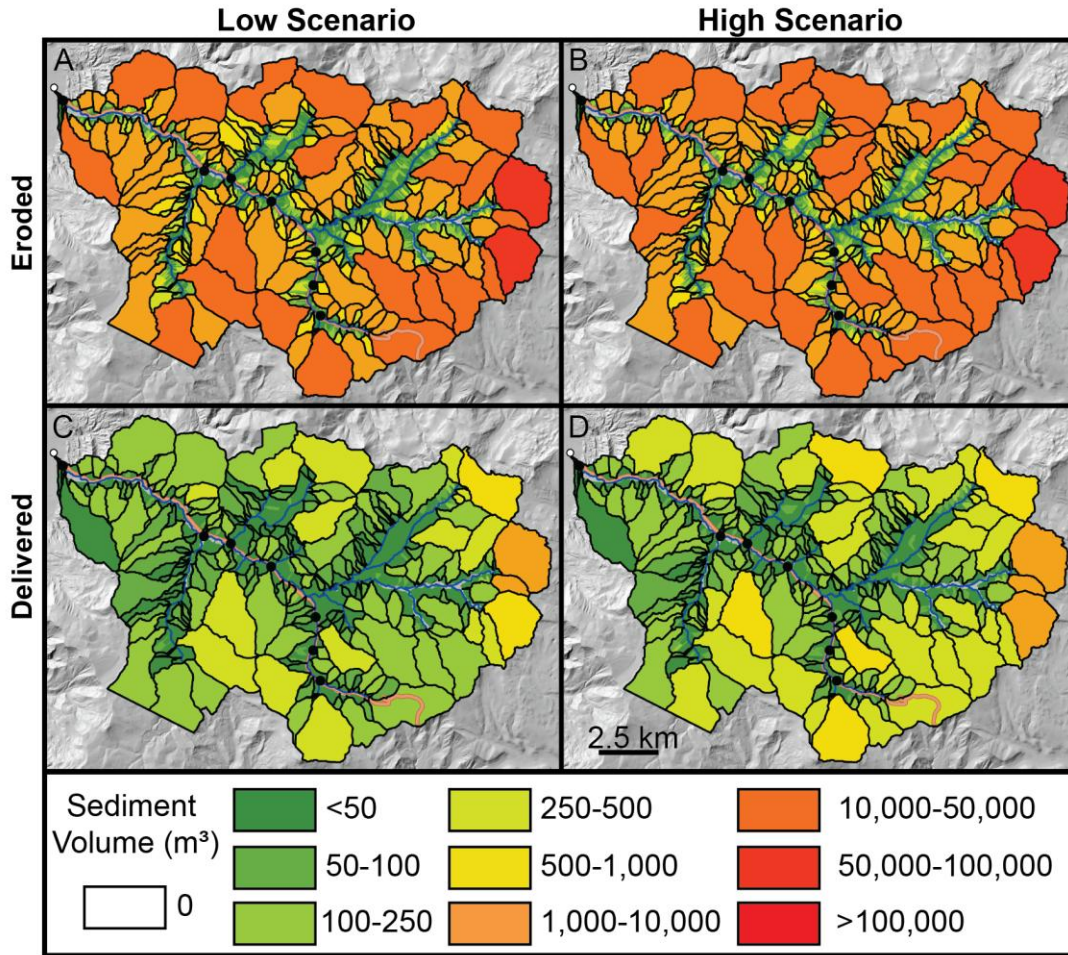 Low Scenario
High Scenario
Eroded
A
B
Delivered
C
D
2.5 km
Sediment
Volume (m³)
0
<50
50-100
100-250
250-500
500-1,000
1,000-10,000
10,000-50,000
50,000-100,000
>100,000